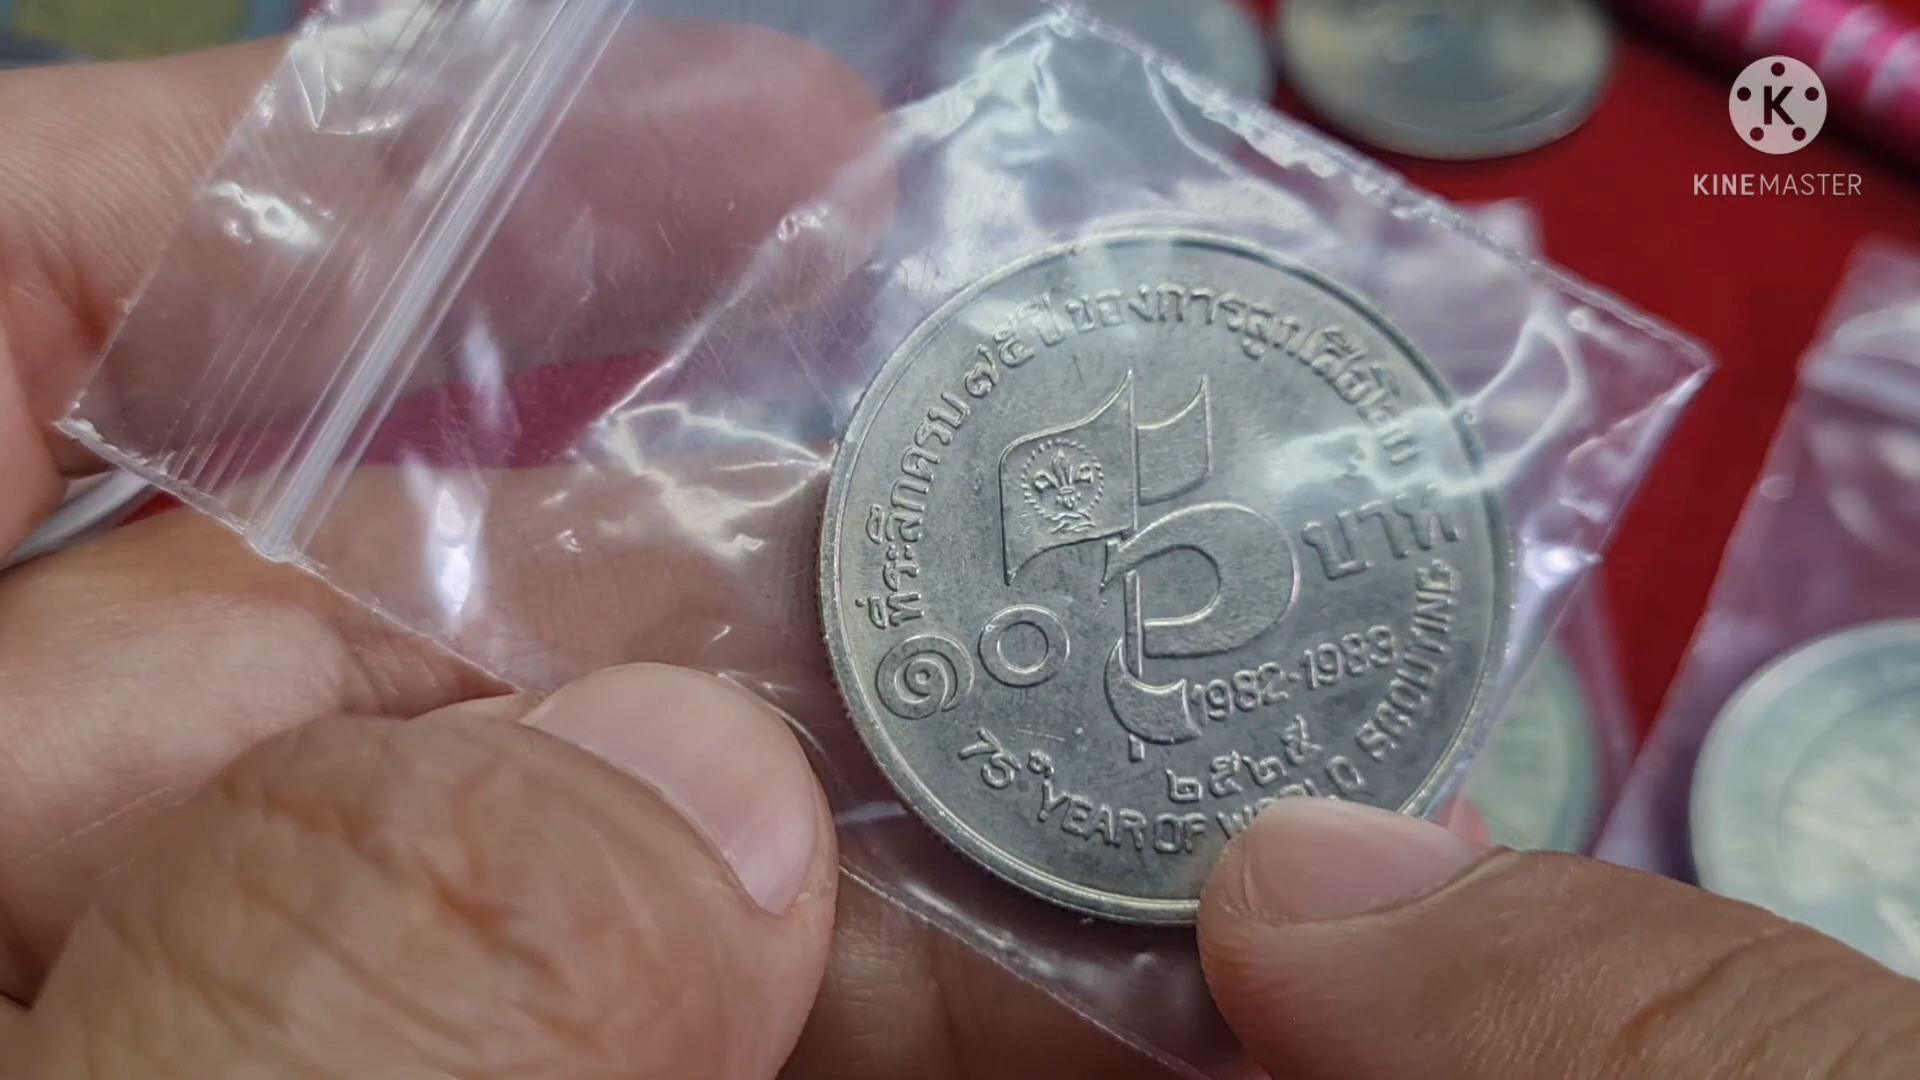 K
KINEMASTER
ที่ระลึกครบ ๗๕ ปี ของการลูกเสือโลก
๑๐
บาท
1982-1983
๒๕๒๕
75º YEAR OF WORLD SCOUTING